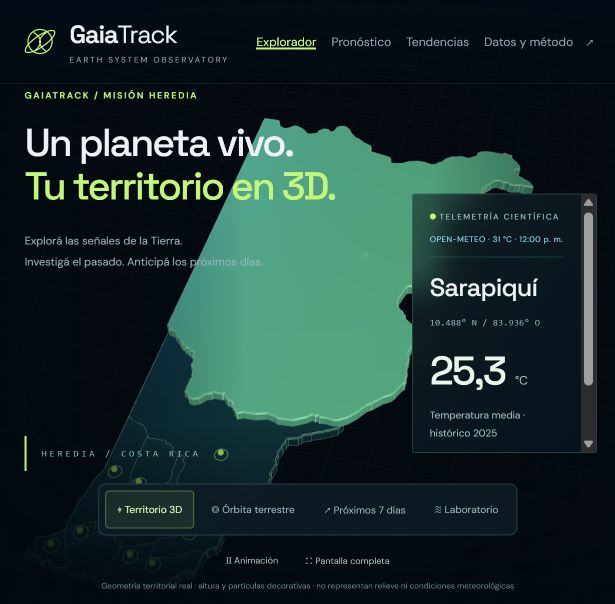 GaiaTrack
EARTH SYSTEM OBSERVATORY
Explorador Pronóstico Tendencias Datos y método ↗
GAIATRACK / MISIÓN HEREDIA
Un planeta vivo.
Tu territorio en 3D.
Explorá las señales de la Tierra.
Investigá el pasado. Anticipá los próximos días.
TELEMETRÍA CIENTÍFICA
OPEN-METEO · 31 °C · 12:00 p. m.
Sarapiquí
10.488° N / 83.936° O
25,3 °C
Temperatura media ·
histórico 2025
HEREDIA / COSTA RICA
Territorio 3D Órbita terrestre ↗ Próximos 7 días Laboratorio
Animación Pantalla completa
Geometría territorial real · altura y partículas decorativas · no representan relieve ni condiciones meteorológicas